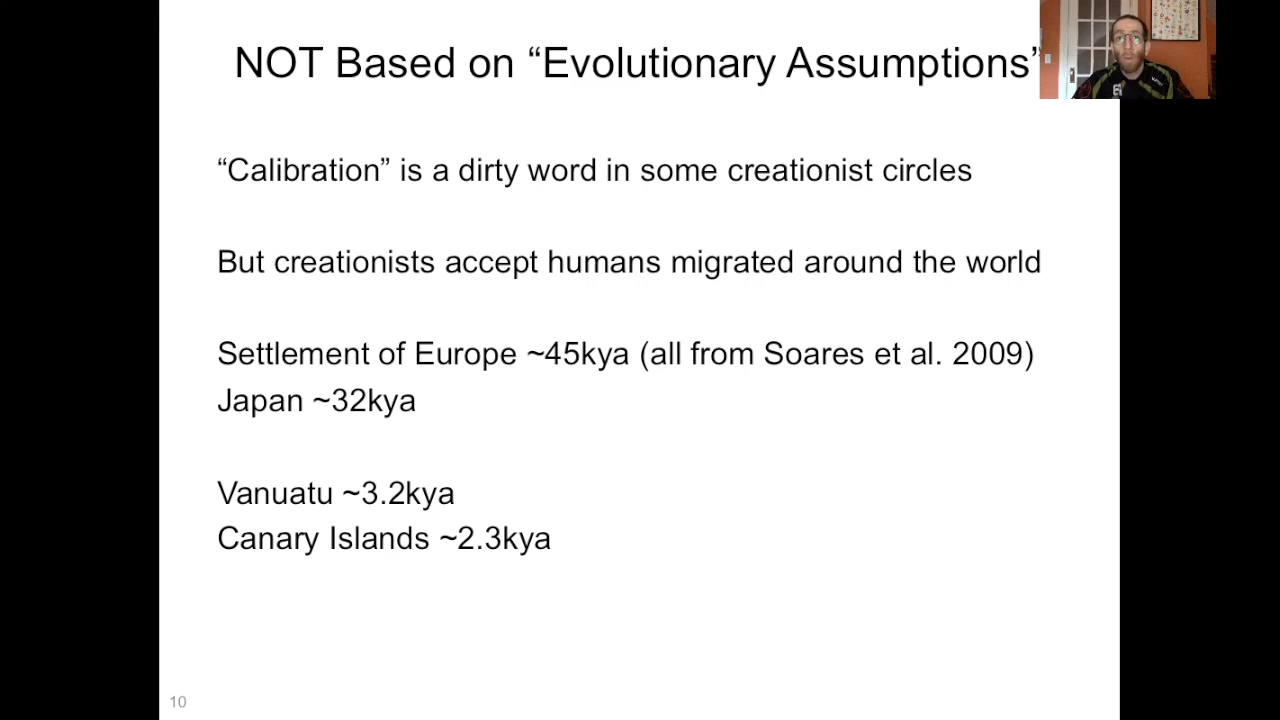 NOT Based on “Evolutionary Assumptions”
“Calibration” is a dirty word in some creationist circles
But creationists accept humans migrated around the world
Settlement of Europe ~45kya (all from Soares et al. 2009)
Japan ~32kya
Vanuatu ~3.2kya
Canary Islands ~2.3kya
10